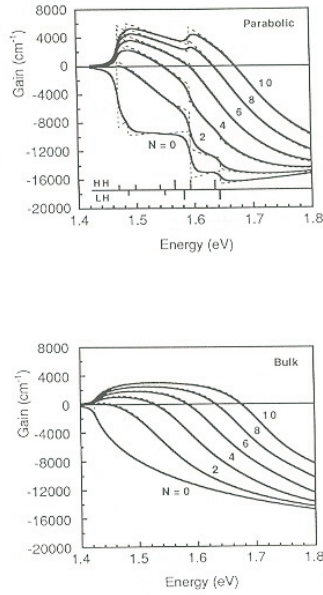 8000
Parabolic
4000
0
-4000
-8000
-12000
-16000
-20000
Gain (cm⁻¹)
10
8
6
4
2
N = 0
HH
LH
1.4 1.5 1.6 1.7 1.8
Energy (eV)
8000
Bulk
4000
0
-4000
-8000
-12000
-16000
-20000
Gain (cm⁻¹)
10
8
6
4
2
N = 0
1.4 1.5 1.6 1.7 1.8
Energy (eV)